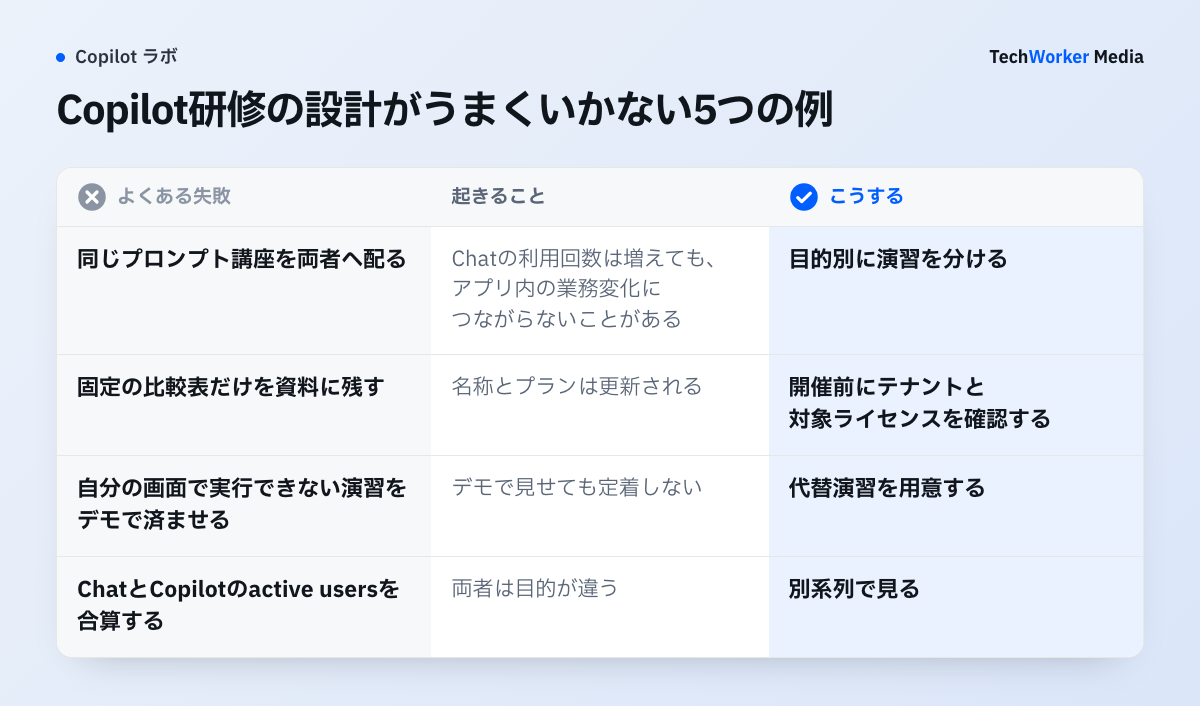 Copilot ラボ
TechWorker Media
Copilot研修の設計がうまくいかない5つの例
よくある失敗
起きること
こうする
同じプロンプト講座を両者へ配る
Chatの利用回数は増えても、
アプリ内の業務変化に
つながらないことがある
目的別に演習を分ける
固定の比較表だけを資料に残す
名称とプランは更新される
開催前にテナントと
対象ライセンスを確認する
自分の画面で実行できない演習を
デモで済ませる
デモで見せても定着しない
代替演習を用意する
ChatとCopilotのactive usersを
合算する
両者は目的が違う
別系列で見る